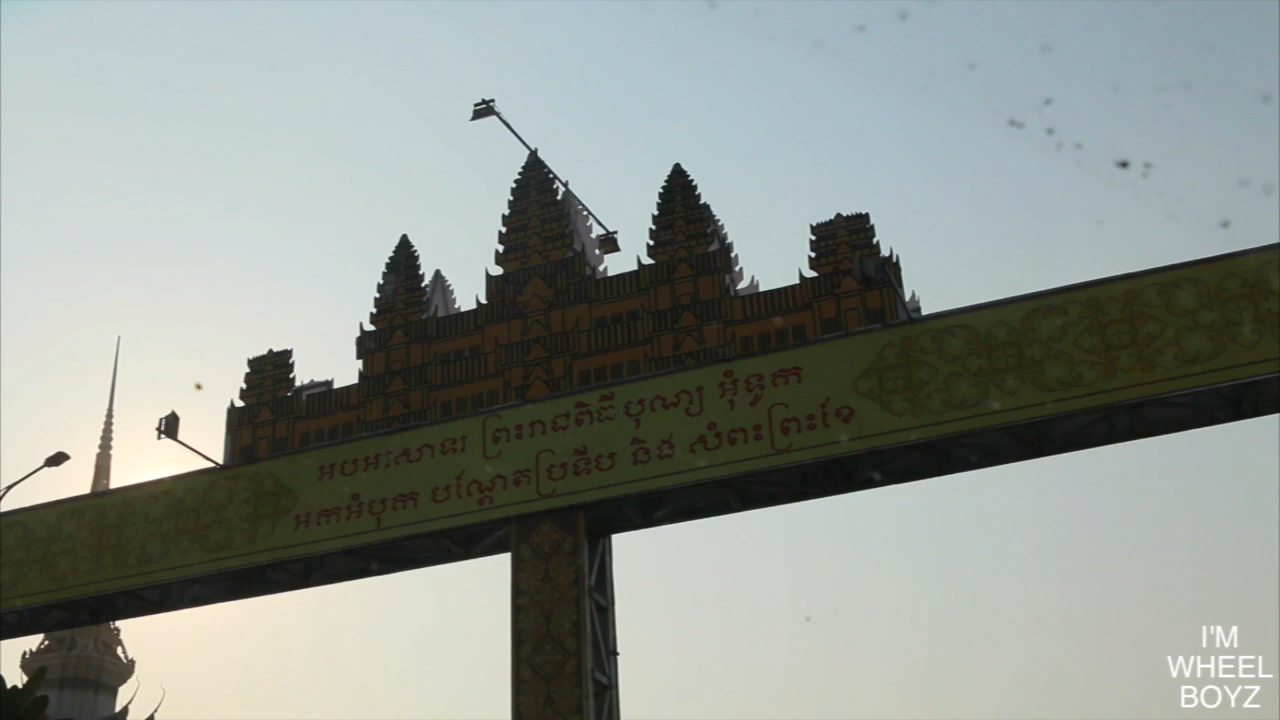 អបអរសាទរ ព្រះរាជពិធី បុណ្យ អុំទូក
អកអំបុក បណ្តែតប្រទីប និង សំពះព្រះខែ
I'M
WHEEL
BOYZ